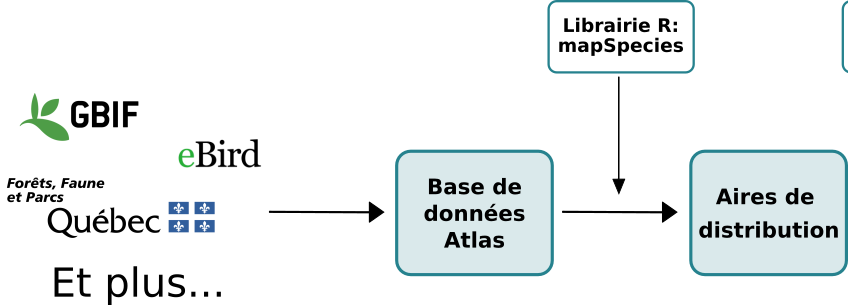 Librairie R:
mapSpecies
GBIF
eBird
Forêts, Faune
et Parcs
Québec
Et plus...
Base de
données
Atlas
Aires de
distribution